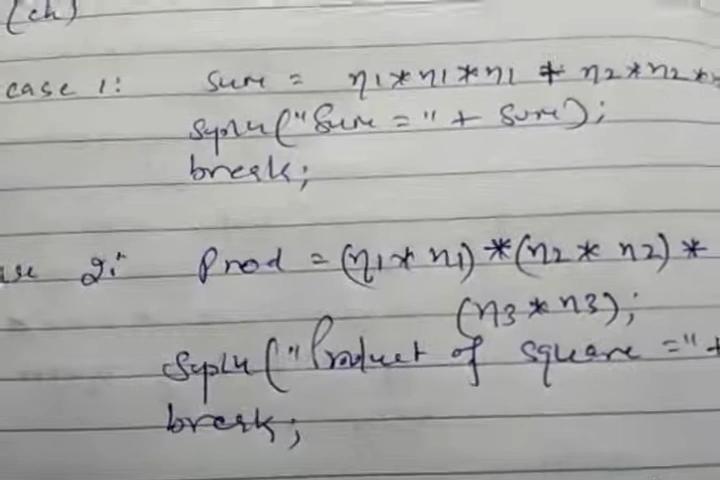 (ch)
case 1: sum = n1*n1*n1 + n2*n2*
sopln("Sum =" + sum);
break;
2: Prod = (n1*n1)*(n2*n2)*
(n3*n3);
sopln("Product of square =" +
break;